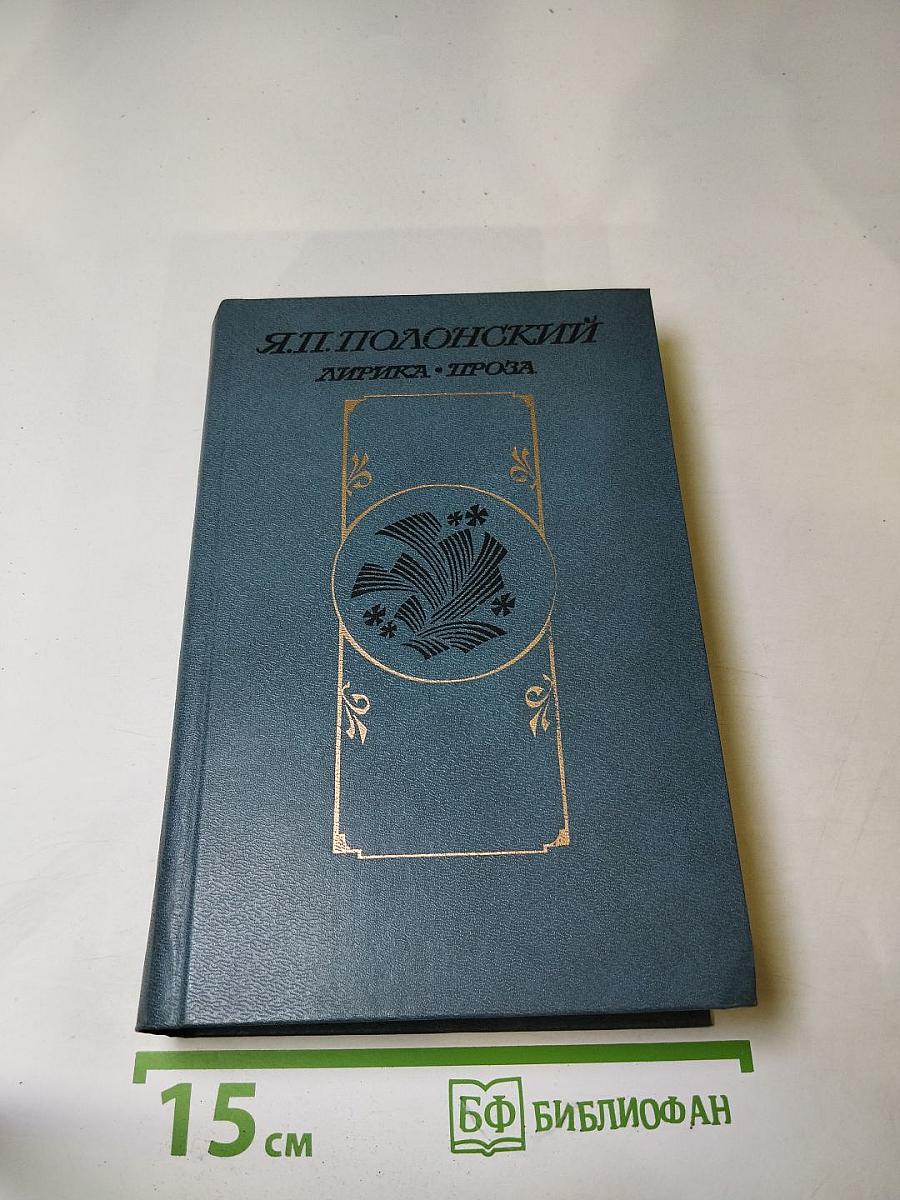 Я.П.ПОЛОНСКИЙ
ЛИРИКА • ПРОЗА
15 см
БФ БИБЛИОФАН